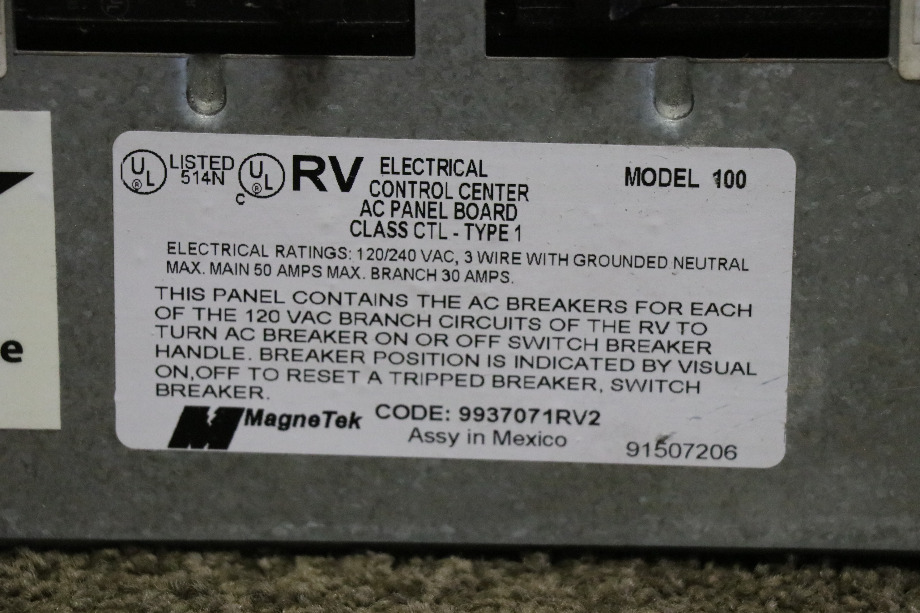 UL
®
LISTED
514N
C
UL
®
RV
ELECTRICAL
CONTROL CENTER
AC PANEL BOARD
CLASS CTL - TYPE 1
MODEL 100
ELECTRICAL RATINGS: 120/240 VAC, 3 WIRE WITH GROUNDED NEUTRAL
MAX. MAIN 50 AMPS MAX. BRANCH 30 AMPS.
THIS PANEL CONTAINS THE AC BREAKERS FOR EACH
OF THE 120 VAC BRANCH CIRCUITS OF THE RV TO
TURN AC BREAKER ON OR OFF SWITCH BREAKER
HANDLE. BREAKER POSITION IS INDICATED BY VISUAL
ON,OFF TO RESET A TRIPPED BREAKER, SWITCH
BREAKER.
MagneTek
CODE: 9937071RV2
Assy in Mexico
91507206
e